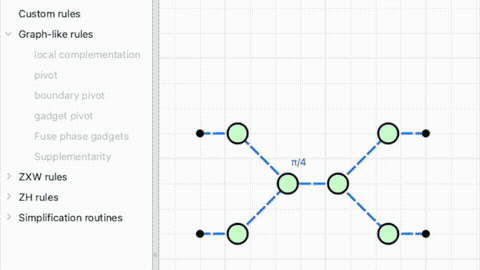 Custom rules
Graph-like rules
local complementation
pivot
boundary pivot
gadget pivot
Fuse phase gadgets
Supplementarity
ZXW rules
ZH rules
Simplification routines
π/4